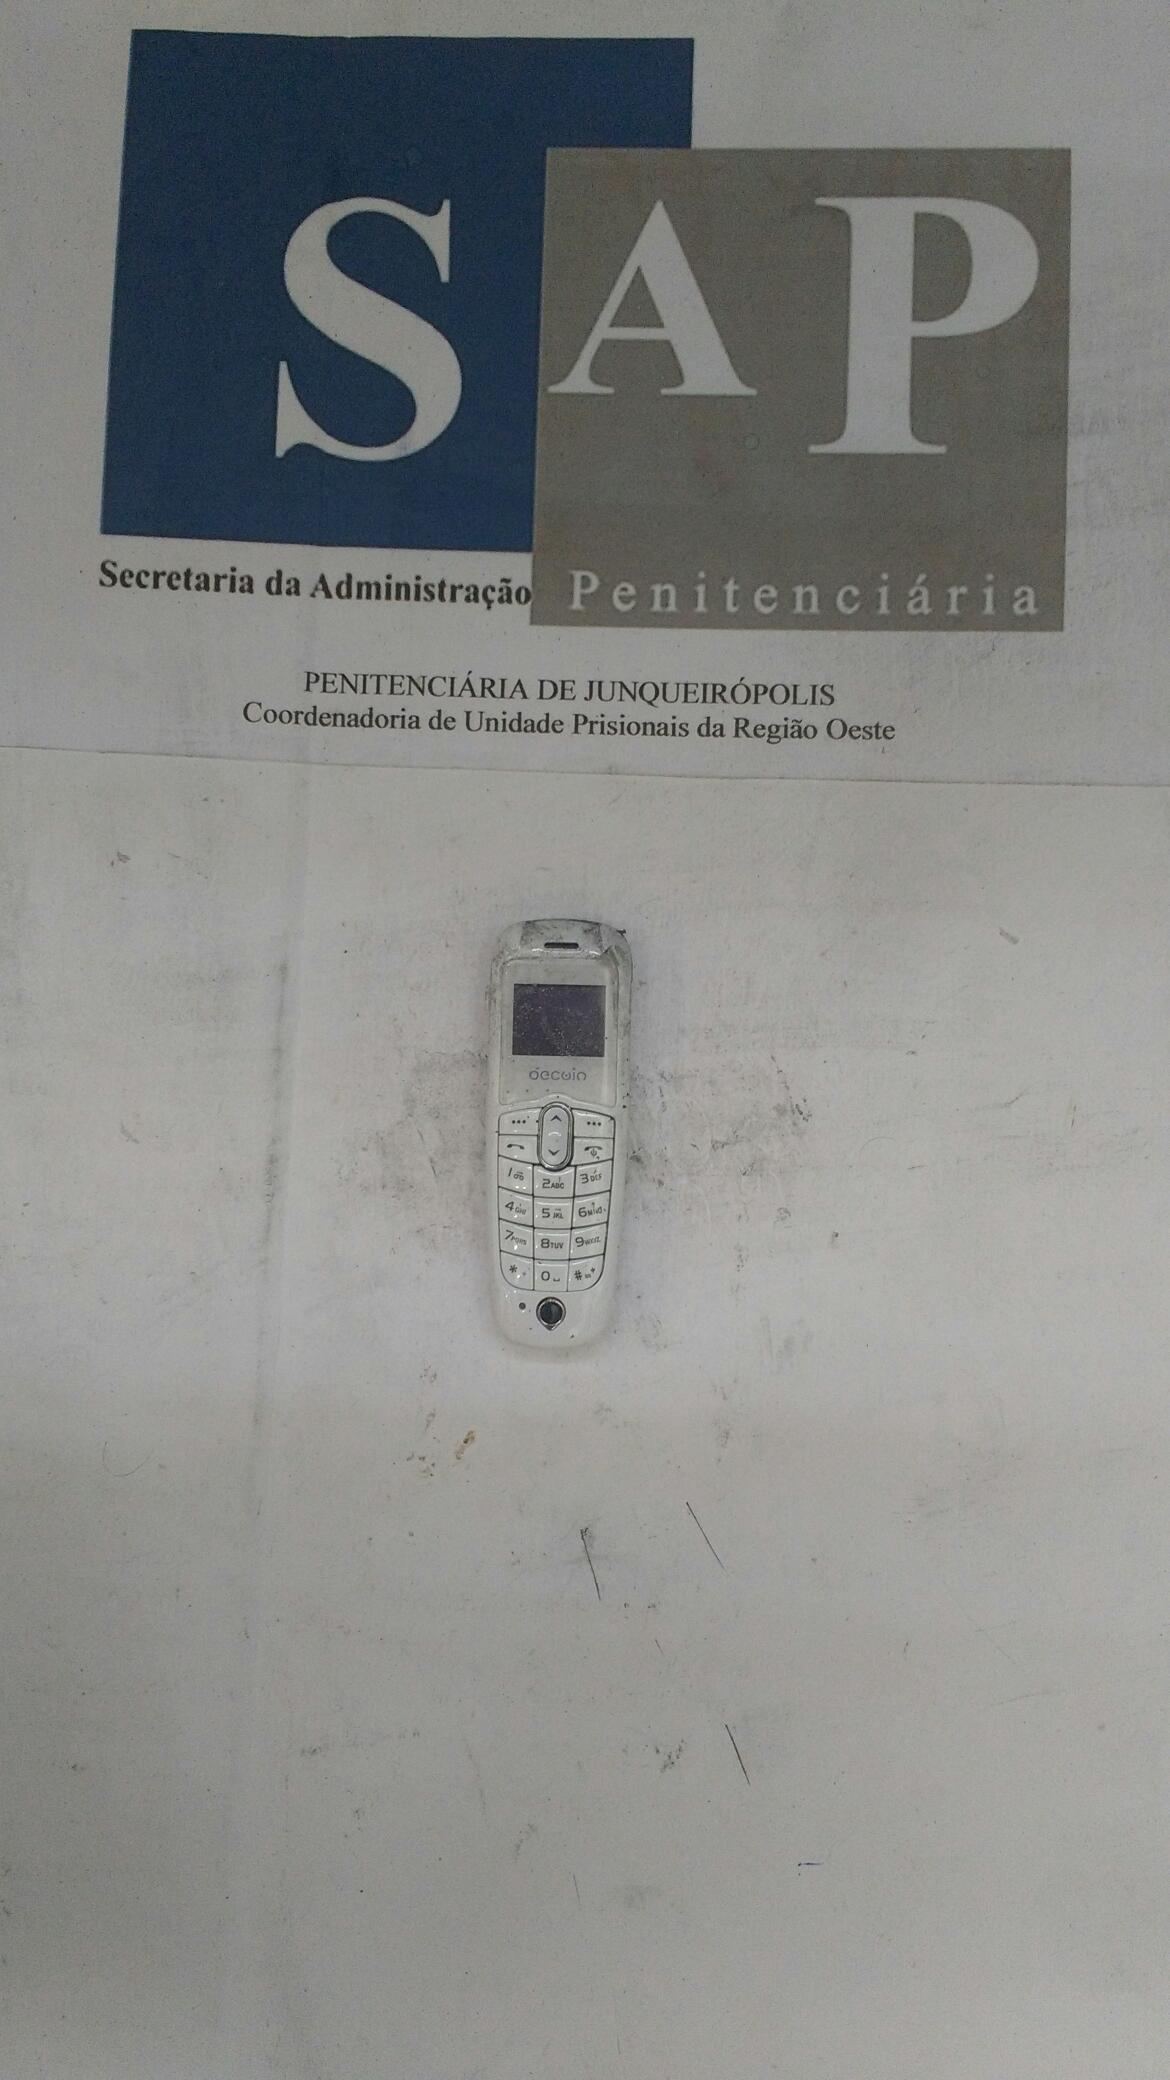 SAP
Secretaria da Administração Penitenciária
PENITENCIÁRIA DE JUNQUEIRÓPOLIS
Coordenadoria de Unidade Prisionais da Região Oeste
1
2ABC
3DEF
4GHI
5JKL
6MNO
7PQRS
8TUV
9WXYZ
*
0
#